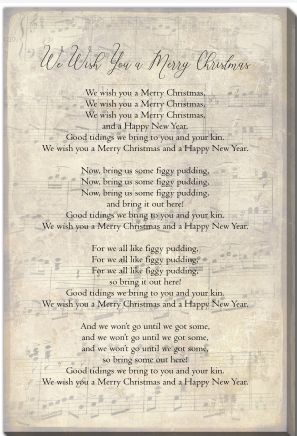 We Wish You a Merry Christmas
We wish you a Merry Christmas,
We wish you a Merry Christmas,
We wish you a Merry Christmas,
and a Happy New Year.
Good tidings we bring to you and your kin.
We wish you a Merry Christmas and a Happy New Year.
Now, bring us some figgy pudding,
Now, bring us some figgy pudding,
Now, bring us some figgy pudding,
and bring it out here!
Good tidings we bring to you and your kin.
We wish you a Merry Christmas and a Happy New Year.
For we all like figgy pudding,
For we all like figgy pudding,
For we all like figgy pudding,
so bring it out here!
Good tidings we bring to you and your kin.
We wish you a Merry Christmas and a Happy New Year.
And we won't go until we got some,
and we won't go until we got some,
and we won't go until we got some,
so bring some out here!
Good tidings we bring to you and your kin.
We wish you a Merry Christmas and a Happy New Year.